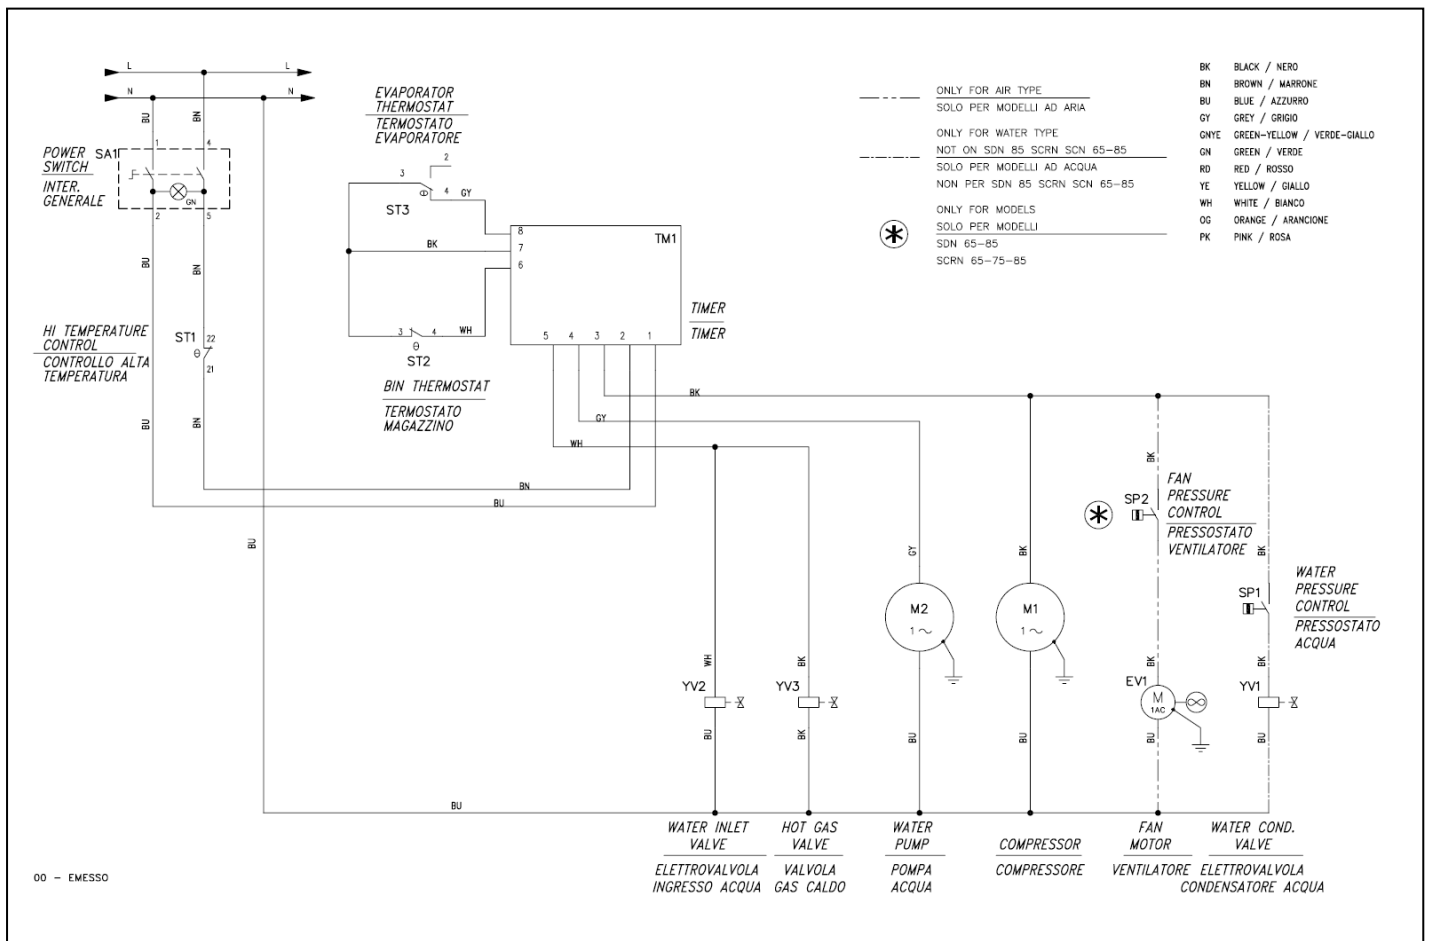 L
L
N
N
BU
BN
1
4
POWER
SWITCH
INTER.
GENERALE
SA1
GN
2
5
BU
BN
HI TEMPERATURE
CONTROL
CONTROLLO ALTA
TEMPERATURA
ST1
22
θ
21
BU
BN
EVAPORATOR
THERMOSTAT
TERMOSTATO
EVAPORATORE
2
3
θ
4
GY
ST3
BK
3
4
WH
θ
ST2
BIN THERMOSTAT
TERMOSTATO
MAGAZZINO
8
7
6
TM1
5 4 3 2 1
TIMER
TIMER
ONLY FOR AIR TYPE
SOLO PER MODELLI AD ARIA
ONLY FOR WATER TYPE
NOT ON SDN 85 SCRN SCN 65-85
SOLO PER MODELLI AD ACQUA
NON PER SDN 85 SCRN SCN 65-85
ONLY FOR MODELS
SOLO PER MODELLI
SDN 65-85
SCRN 65-75-85
BK BLACK / NERO
BN BROWN / MARRONE
BU BLUE / AZZURRO
GY GREY / GRIGIO
GNYE GREEN-YELLOW / VERDE-GIALLO
GN GREEN / VERDE
RD RED / ROSSO
YE YELLOW / GIALLO
WH WHITE / BIANCO
OG ORANGE / ARANCIONE
PK PINK / ROSA
BK
GY
WH
BN
BU
BU
BK
SP2
FAN
PRESSURE
CONTROL
PRESSOSTATO
VENTILATORE
GY
BK
BK
SP1
WATER
PRESSURE
CONTROL
PRESSOSTATO
ACQUA
M2
1~
M1
1~
WH
BK
BK
BK
YV2
YV3
EV1
M
1AC
YV1
BU
BK
BU
BU
BU
BU
BU
WATER INLET
VALVE
ELETTROVALVOLA
INGRESSO ACQUA
HOT GAS
VALVE
VALVOLA
GAS CALDO
WATER
PUMP
POMPA
ACQUA
COMPRESSOR
COMPRESSORE
FAN
MOTOR
VENTILATORE
WATER COND.
VALVE
ELETTROVALVOLA
CONDENSATORE ACQUA
00 - EMESSO